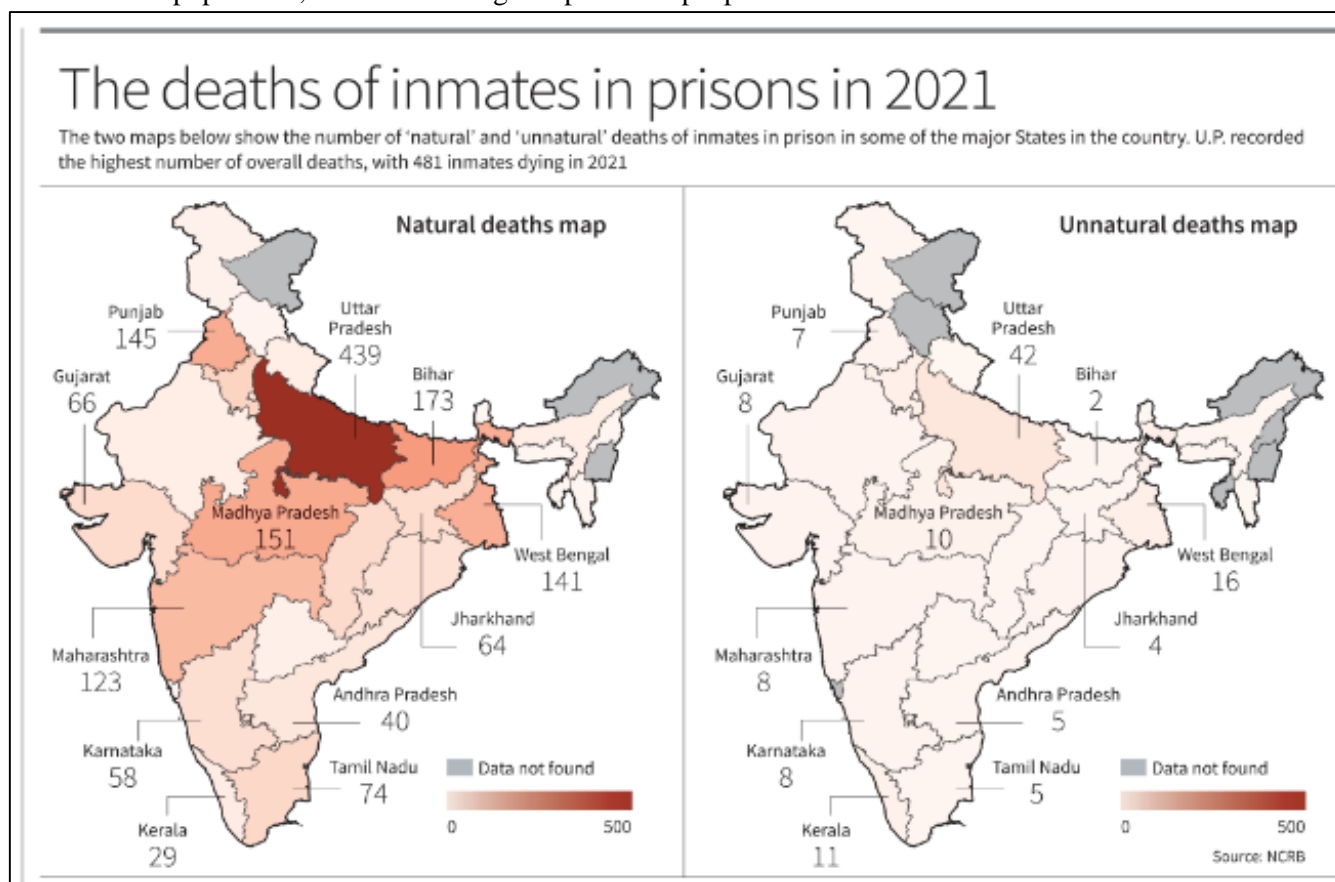 The deaths of inmates in prisons in 2021
The two maps below show the number of 'natural' and 'unnatural' deaths of inmates in prison in some of the major States in the country. U.P. recorded
the highest number of overall deaths, with 481 inmates dying in 2021
Natural deaths map
Punjab
145
Uttar
Pradesh
439
Gujarat
66
Bihar
173
Madhya Pradesh
151
West Bengal
141
Jharkhand
64
Maharashtra
123
Andhra Pradesh
40
Karnataka
58
Tamil Nadu
74
Kerala
29
Data not found
0 500
Unnatural deaths map
Punjab
7
Uttar
Pradesh
42
Gujarat
8
Bihar
2
Madhya Pradesh
10
West Bengal
16
Jharkhand
4
Maharashtra
8
Andhra Pradesh
5
Karnataka
8
Tamil Nadu
5
Kerala
11
Data not found
0 500
Source: NCRB